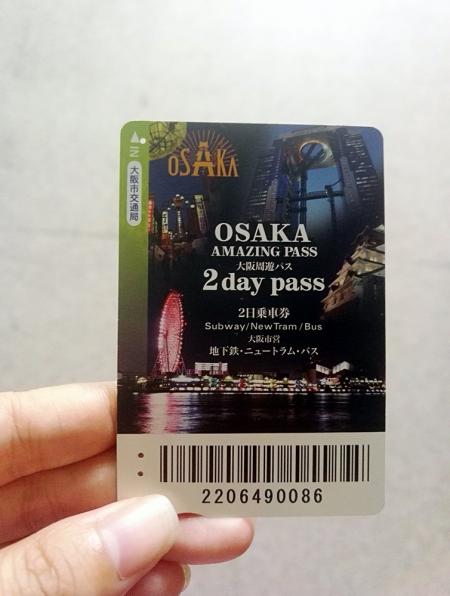 IN
大阪市交通局
OSAKA
OSAKA
AMAZING PASS
大阪周遊パス
2 day pass
2日乗車券
Subway/NewTram/Bus
大阪市営
地下鉄・ニュートラム・バス
2206490086